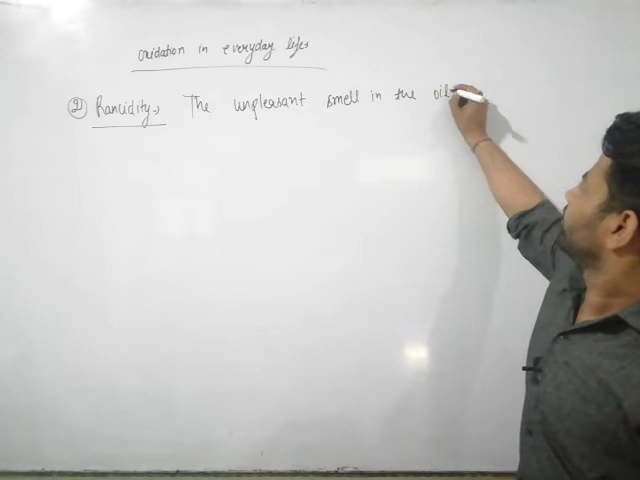 oxidation in everyday life
② Rancidity → The unpleasant smell in the oil